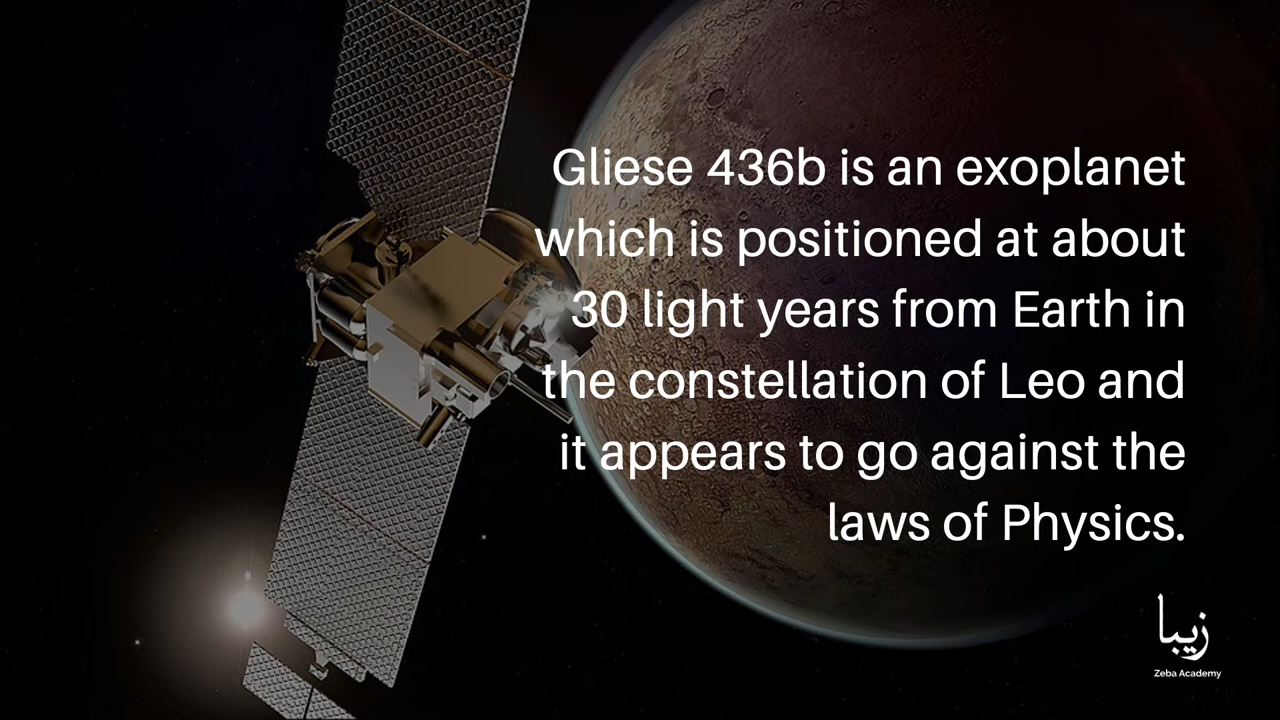 Gliese 436b is an exoplanet
which is positioned at about
30 light years from Earth in
the constellation of Leo and
it appears to go against the
laws of Physics.
زیبا
Zeba Academy